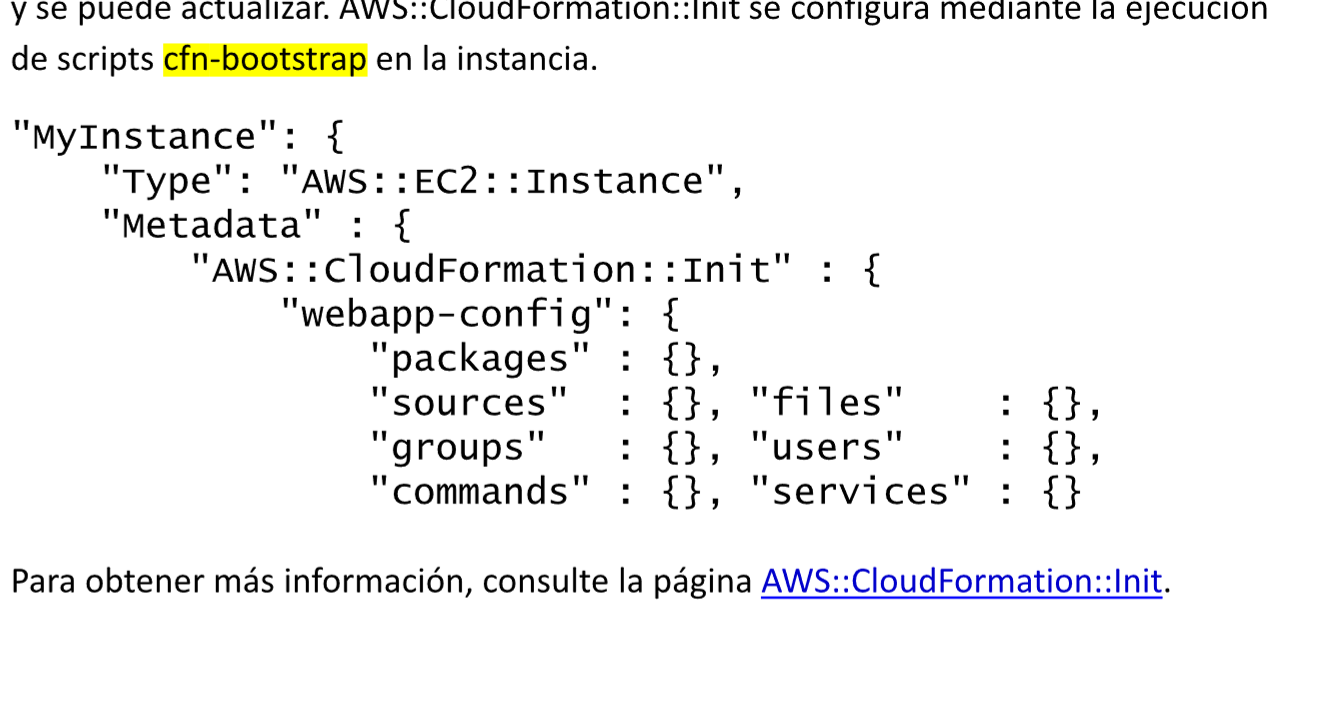 y se puede actualizar. AWS::CloudFormation::Init se configura mediante la ejecución
de scripts cfn-bootstrap en la instancia.
"MyInstance": {
"Type": "AWS::EC2::Instance",
"Metadata" : {
"AWS::CloudFormation::Init" : {
"webapp-config": {
"packages" : {},
"sources" : {}, "files" : {},
"groups" : {}, "users" : {},
"commands" : {}, "services" : {}
Para obtener más información, consulte la página AWS::CloudFormation::Init.